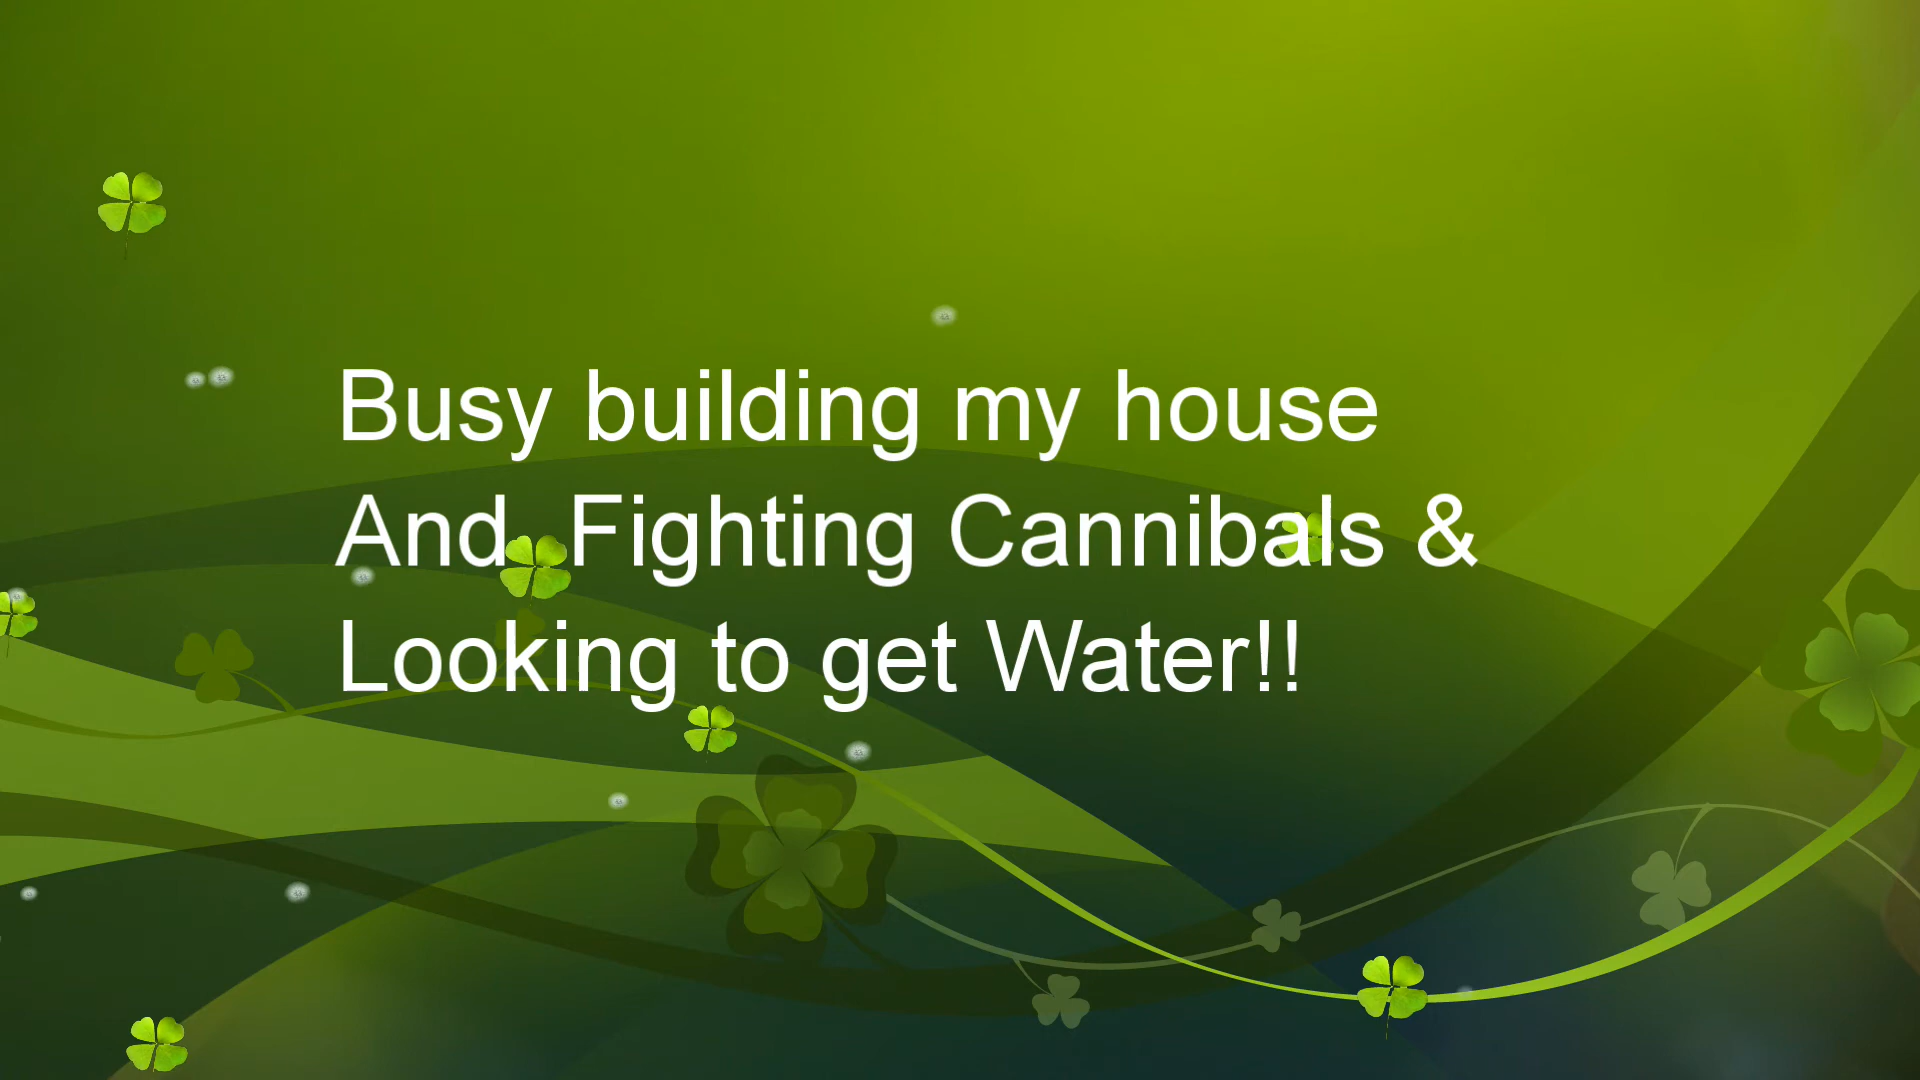 Busy building my house
And  Fighting Cannibals &
Looking to get Water!!